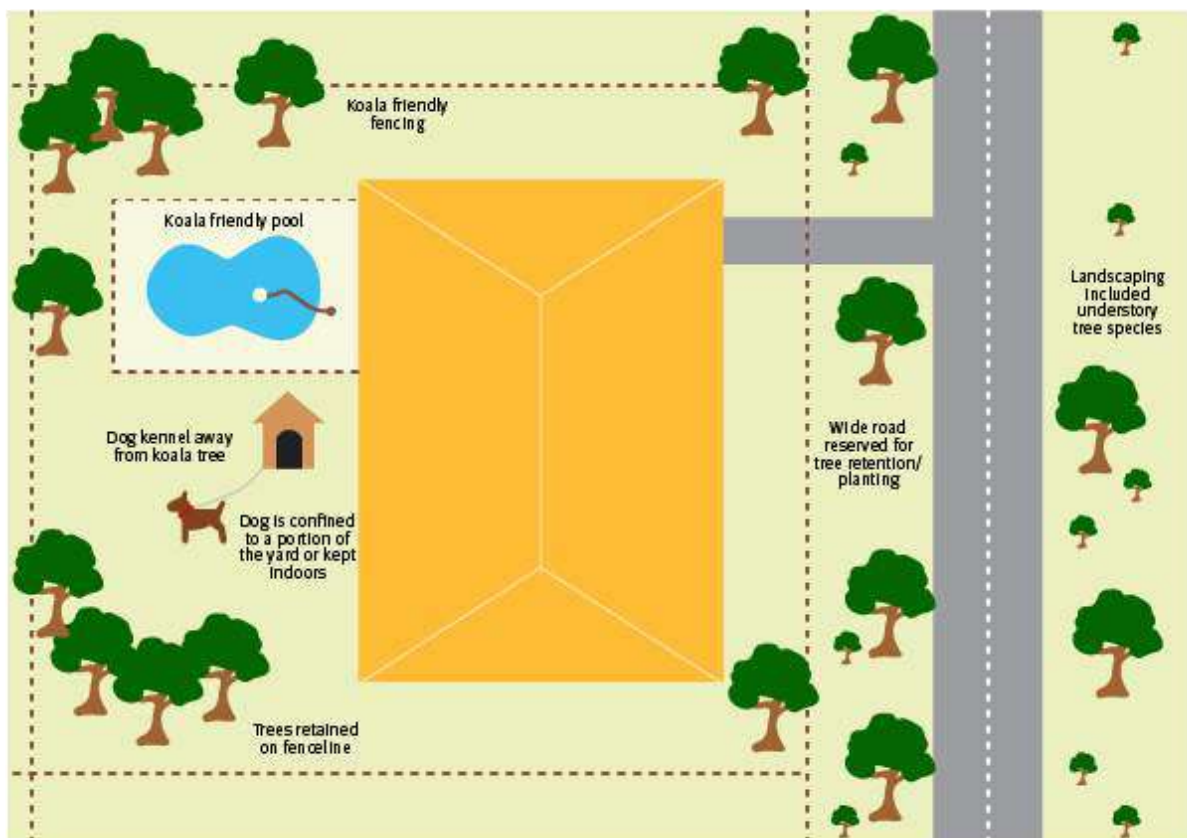 Koala friendly
fencing
Koala friendly pool
Landscaping
included
understory
tree species
Dog kennel away
from koala tree
Wide road
reserved for
tree retention/
planting
Dog is confined
to a portion of
the yard or kept
indoors
Trees retained
on fenceline